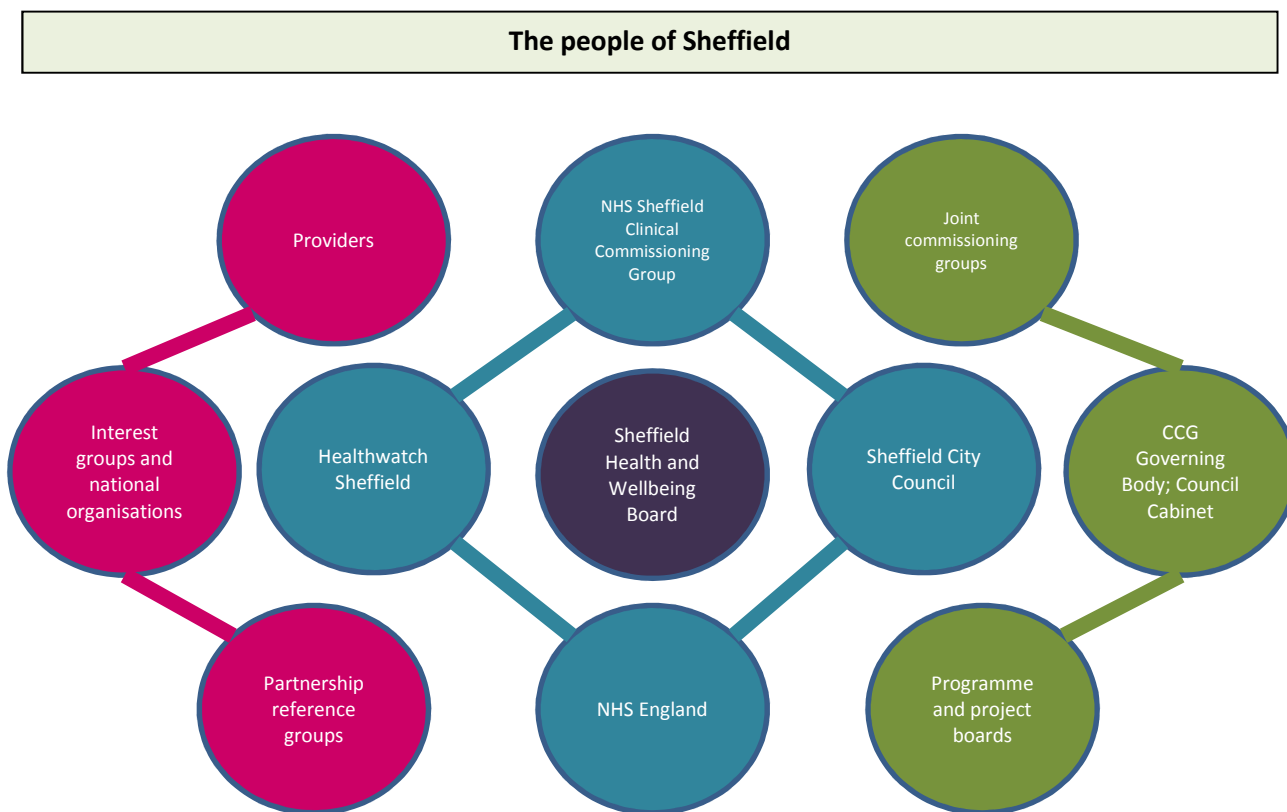 The people of Sheffield
Providers
NHS Sheffield
Clinical
Commissioning
Group
Joint
commissioning
groups
Interest
groups and
national
organisations
Healthwatch
Sheffield
Sheffield
Health and
Wellbeing
Board
Sheffield City
Council
CCG
Governing
Body; Council
Cabinet
Partnership
reference
groups
NHS England
Programme
and project
boards